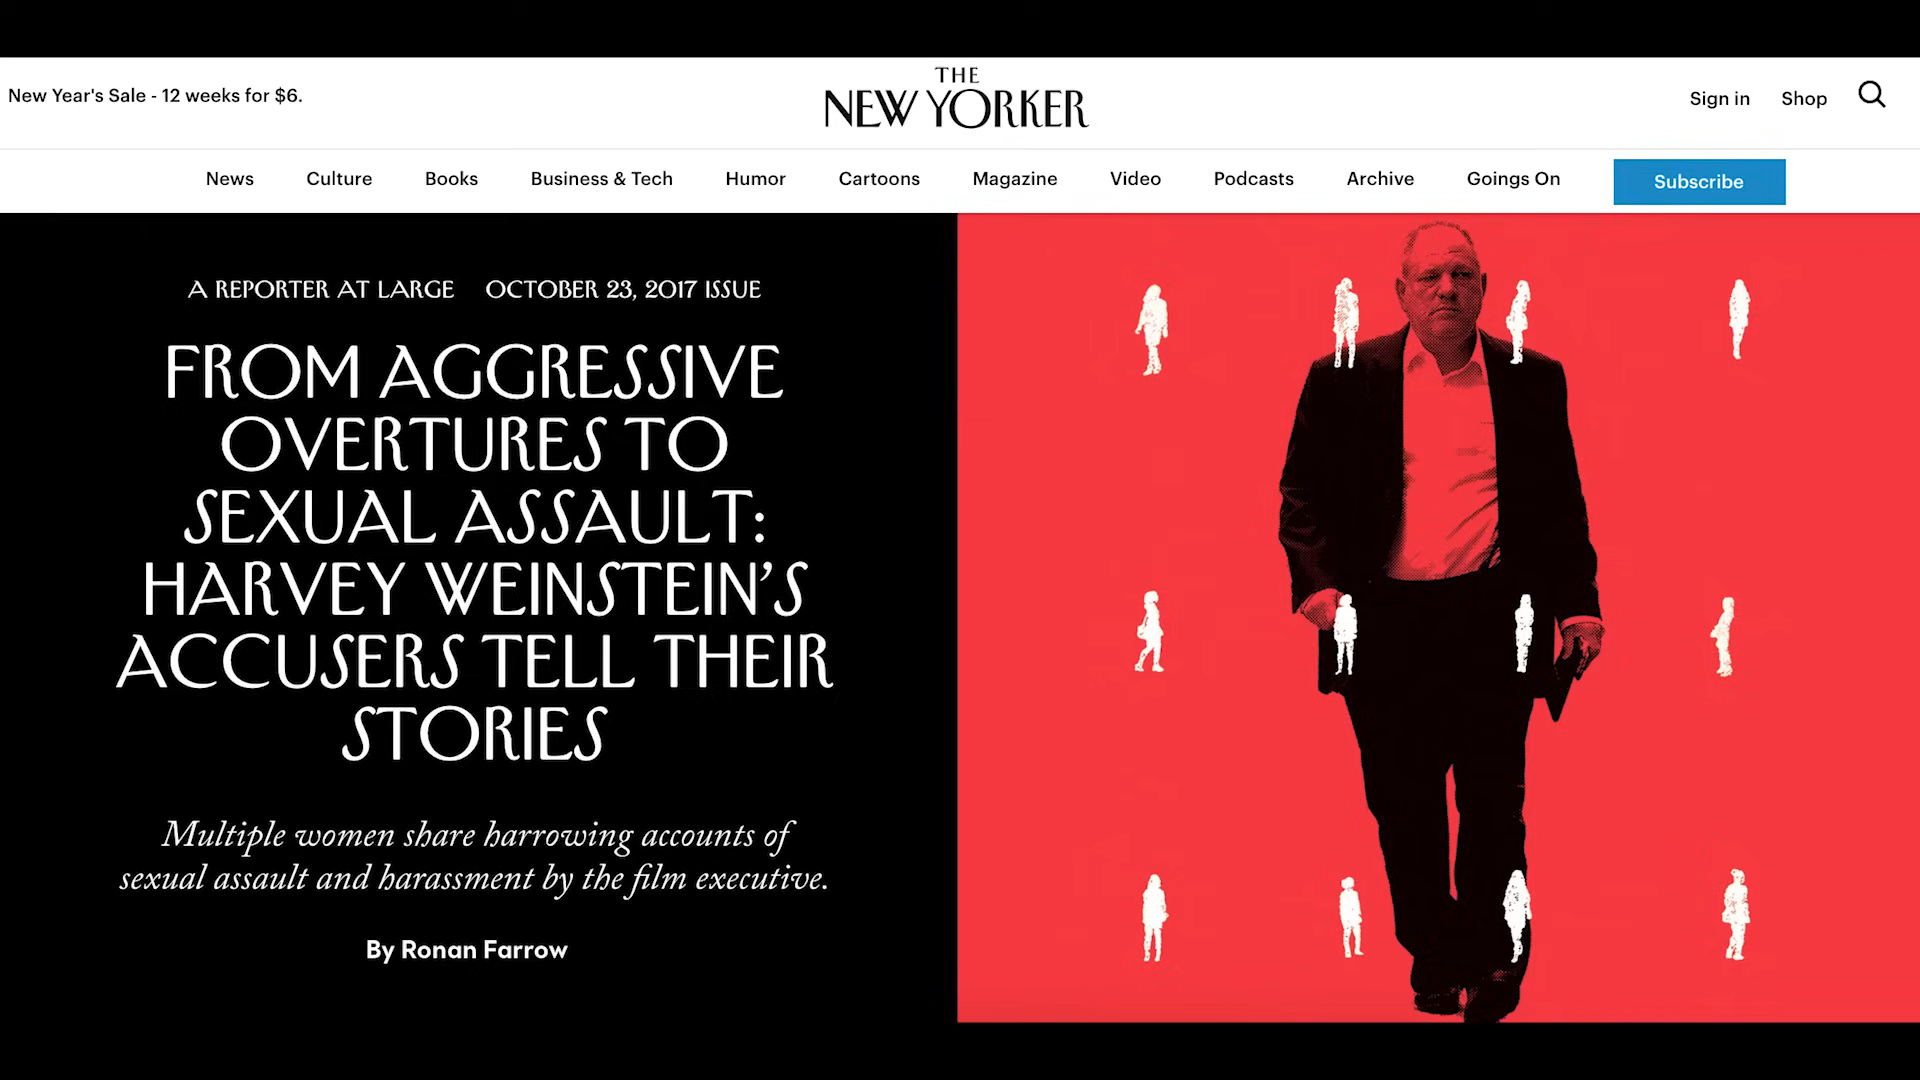 New Year's Sale - 12 weeks for $6.
THE
NEW YORKER
Sign in Shop
News Culture Books Business & Tech Humor Cartoons Magazine Video Podcasts Archive Goings On Subscribe
A REPORTER AT LARGE OCTOBER 23, 2017 ISSUE
FROM AGGRESSIVE
OVERTURES TO
SEXUAL ASSAULT:
HARVEY WEINSTEIN’S
ACCUSERS TELL THEIR
STORIES
Multiple women share harrowing accounts of
sexual assault and harassment by the film executive.
By Ronan Farrow